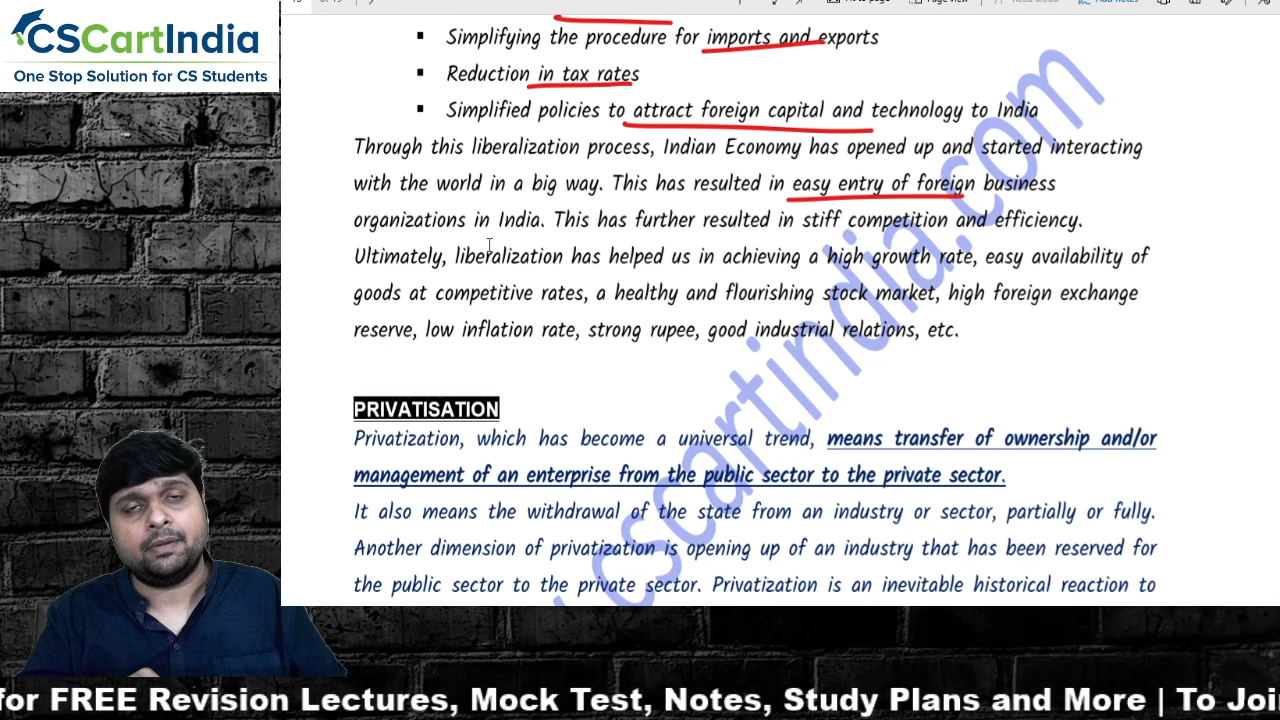 CSCartIndia
One Stop Solution for CS Students
▪ Simplifying the procedure for imports and exports
▪ Reduction in tax rates
▪ Simplified policies to attract foreign capital and technology to India
Through this liberalization process, Indian Economy has opened up and started interacting
with the world in a big way. This has resulted in easy entry of foreign business
organizations in India. This has further resulted in stiff competition and efficiency.
Ultimately, liberalization has helped us in achieving a high growth rate, easy availability of
goods at competitive rates, a healthy and flourishing stock market, high foreign exchange
reserve, low inflation rate, strong rupee, good industrial relations, etc.
PRIVATISATION
Privatization, which has become a universal trend, means transfer of ownership and/or
management of an enterprise from the public sector to the private sector.
It also means the withdrawal of the state from an industry or sector, partially or fully.
Another dimension of privatization is opening up of an industry that has been reserved for
the public sector to the private sector. Privatization is an inevitable historical reaction to
cscartindia.com
for FREE Revision Lectures, Mock Test, Notes, Study Plans and More | To Joi